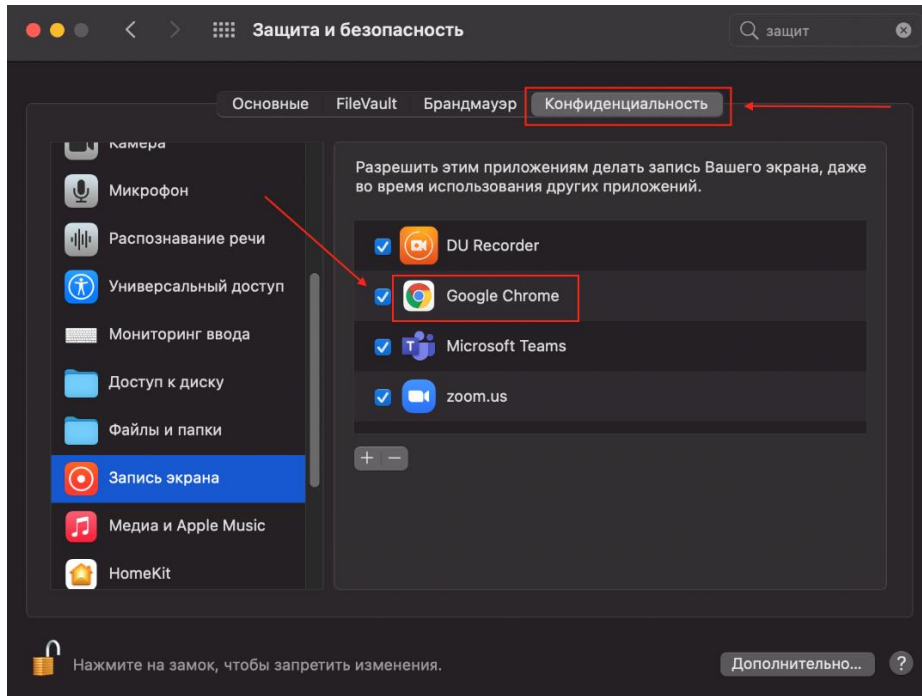 Защита и безопасность
защит
Основные
FileVault
Брандмауэр
Конфиденциальность
Камера
Микрофон
Распознавание речи
Универсальный доступ
Мониторинг ввода
Доступ к диску
Файлы и папки
Запись экрана
Медиа и Apple Music
HomeKit
Разрешить этим приложениям делать запись Вашего экрана, даже
во время использования других приложений.
DU Recorder
Google Chrome
Microsoft Teams
zoom.us
+ −
Нажмите на замок, чтобы запретить изменения.
Дополнительно...
?